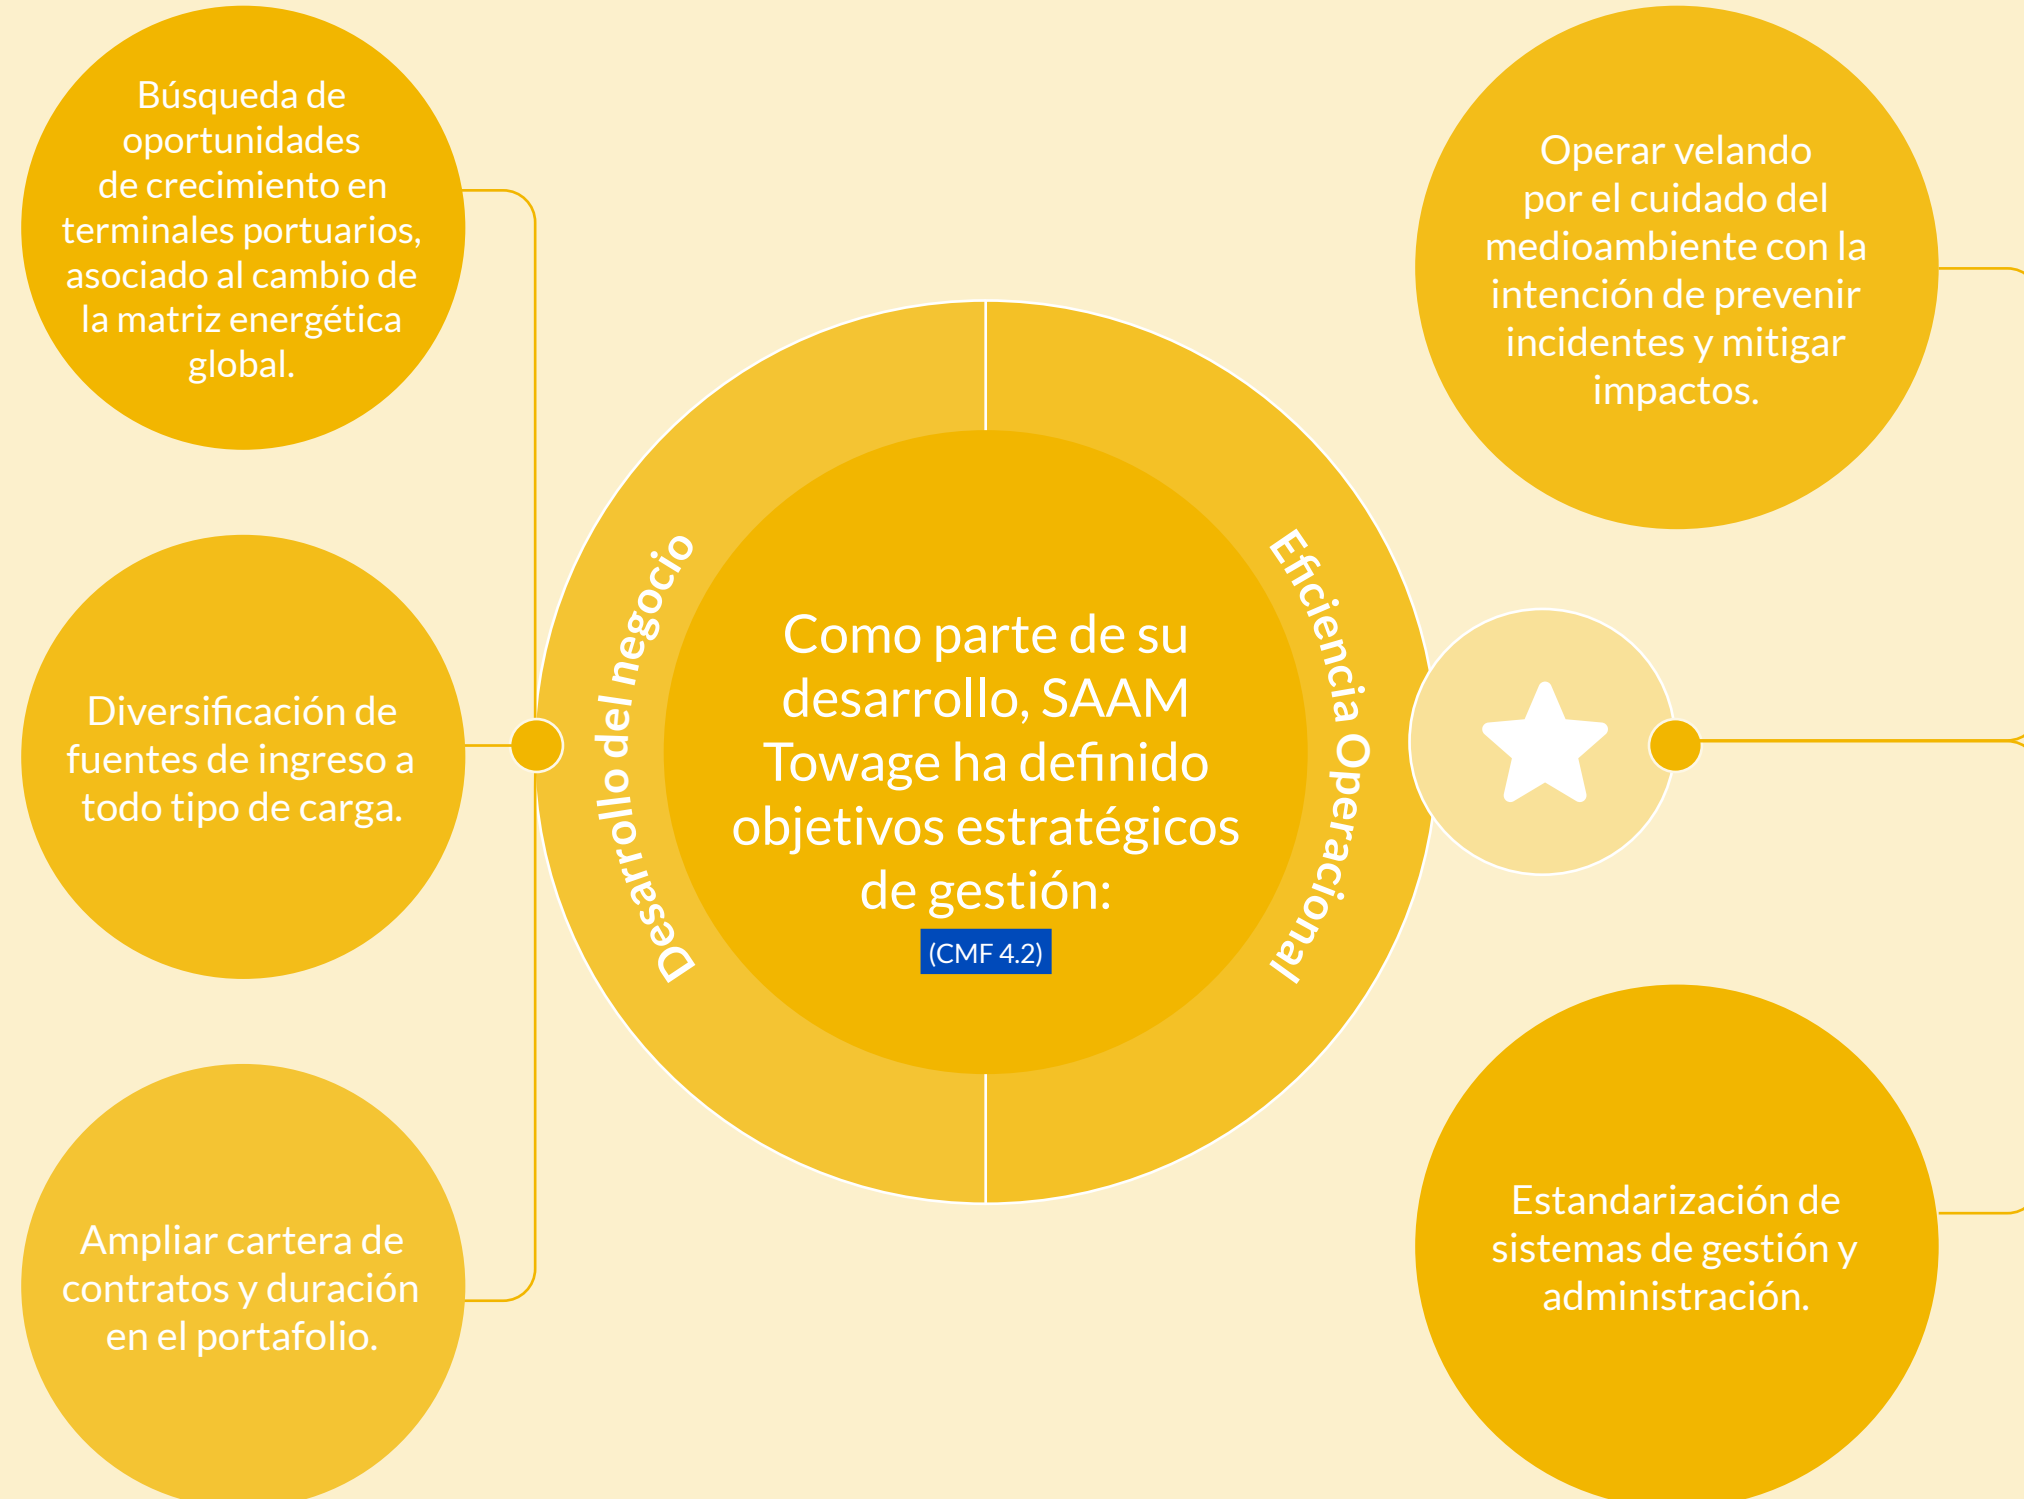 Búsqueda de
oportunidades
de crecimiento en
terminales portuarios,
asociado al cambio de
la matriz energética
global.
Diversificación de
fuentes de ingreso a
todo tipo de carga.
Ampliar cartera de
contratos y duración
en el portafolio.
Desarrollo del negocio
Como parte de su
desarrollo, SAAM
Towage ha definido
objetivos estratégicos
de gestión:
(CMF 4.2)
Eficiencia Operacional
Operar velando
por el cuidado del
medioambiente con la
intención de prevenir
incidentes y mitigar
impactos.
Estandarización de
sistemas de gestión y
administración.